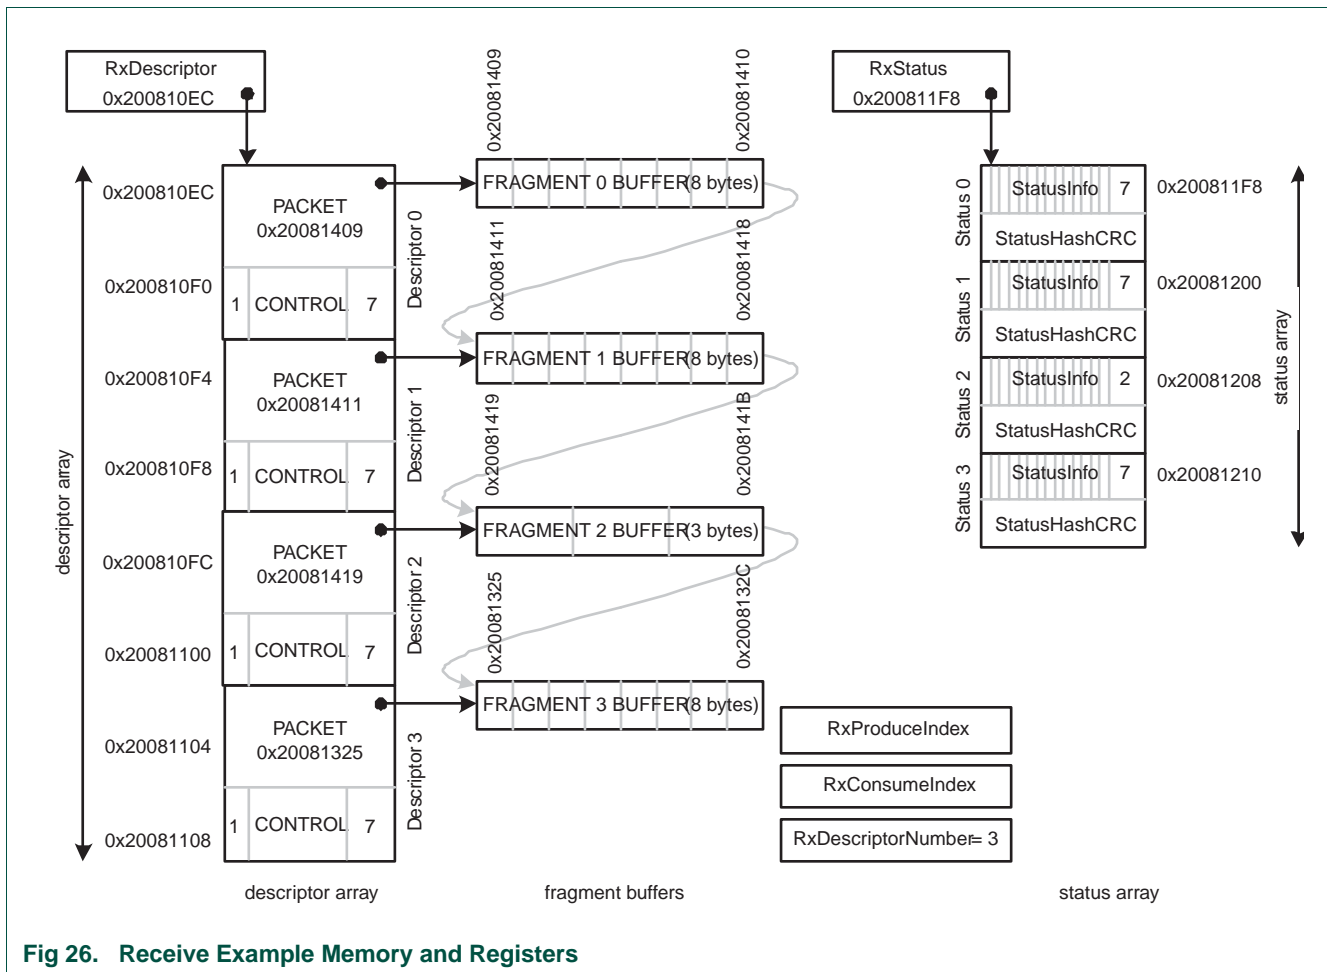 RxDescriptor
0x200810EC
RxStatus
0x200811F8
descriptor array
0x200810EC
0x200810F0
0x200810F4
0x200810F8
0x200810FC
0x20081100
0x20081104
0x20081108
PACKET
0x20081409
1 CONTROL 7
Descriptor 0
PACKET
0x20081411
1 CONTROL 7
Descriptor 1
PACKET
0x20081419
1 CONTROL 7
Descriptor 2
PACKET
0x20081325
1 CONTROL 7
Descriptor 3
descriptor array
0x20081409
0x20081410
FRAGMENT 0 BUFFER(8 bytes)
0x20081411
0x20081418
FRAGMENT 1 BUFFER(8 bytes)
0x20081419
0x2008141B
FRAGMENT 2 BUFFER(3 bytes)
0x20081325
0x2008132C
FRAGMENT 3 BUFFER(8 bytes)
fragment buffers
Status 0
StatusInfo 7
StatusHashCRC
0x200811F8
Status 1
StatusInfo 7
StatusHashCRC
0x20081200
Status 2
StatusInfo 2
StatusHashCRC
0x20081208
Status 3
StatusInfo 7
StatusHashCRC
0x20081210
status array
RxProduceIndex
RxConsumeIndex
RxDescriptorNumber= 3
status array
Fig 26. Receive Example Memory and Registers